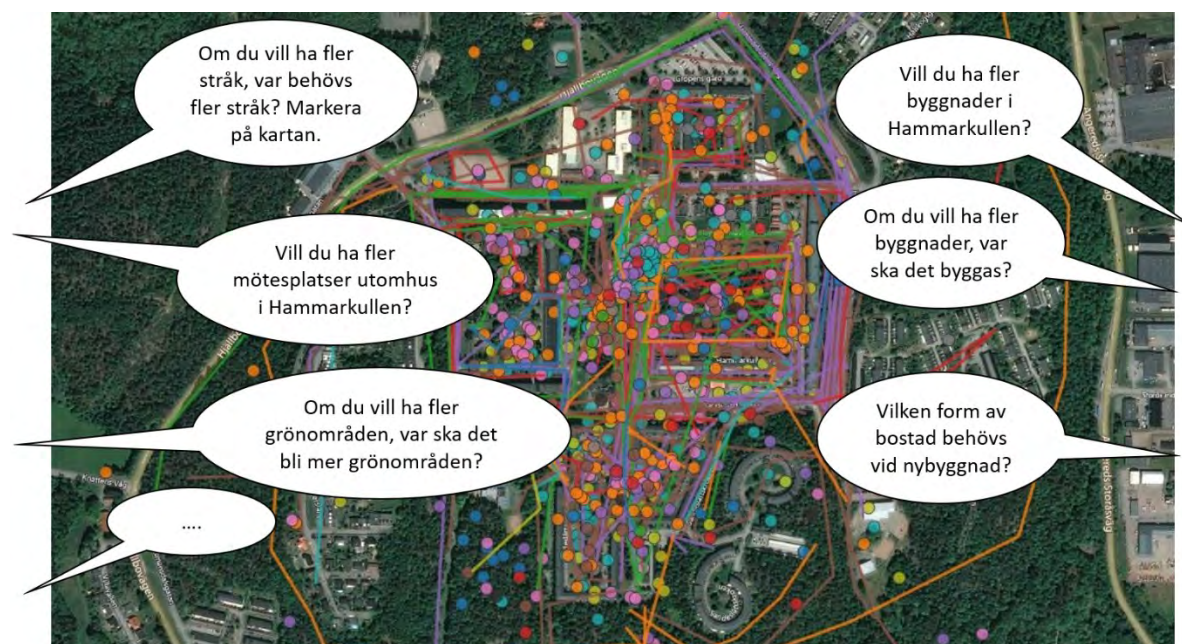 Om du vill ha fler
stråk, var behövs
fler stråk? Markera
på kartan.
Vill du ha fler
byggnader i
Hammarkullen?
Vill du ha fler
mötesplatser utomhus
i Hammarkullen?
Om du vill ha fler
byggnader, var
ska det byggas?
Om du vill ha fler
grönområden, var ska det
bli mer grönområden?
Vilken form av
bostad behövs
vid nybyggnad?
....
Gropens gård